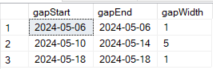 gapStart gapEnd gapWidth
1 2024-05-06 2024-05-06 1
2 2024-05-10 2024-05-14 5
3 2024-05-18 2024-05-18 1